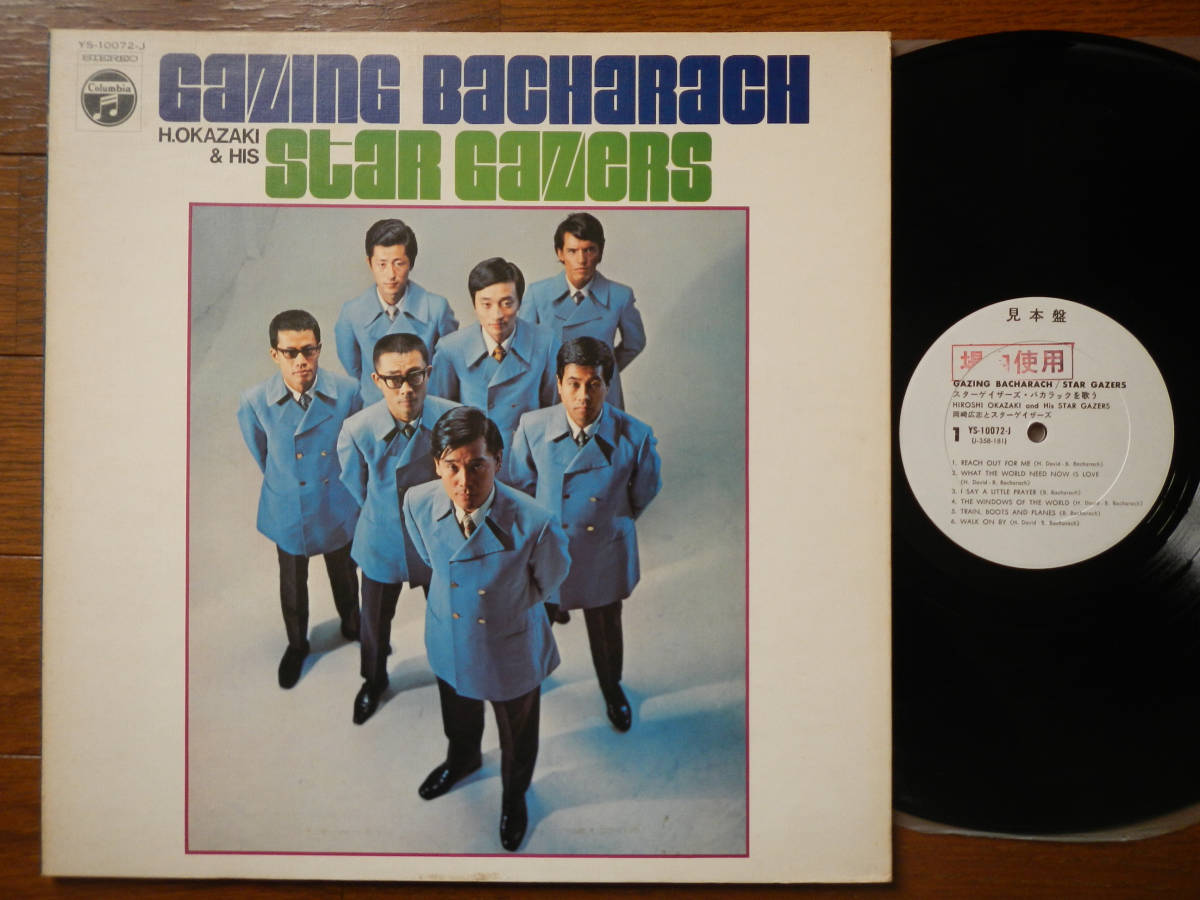 YS-10072-J
STEREO
Columbia
GAZING BACHARACH
H.OKAZAKI
& HIS
STAR GAZERS
見本盤
使用
GAZING BACHARACH / STAR GAZERS
スターゲイザーズ・バカラックを歌う
HIROSHI OKAZAKI and His STAR GAZERS
岡崎広志とスターゲイザーズ
1 YS-10072-J
(J-358-181)
1. REACH OUT FOR ME (H. David - B. Bacharach)
2. WHAT THE WORLD NEED NOW IS LOVE
(H. David - B. Bacharach)
3. I SAY A LITTLE PRAYER (B. Bacharach)
4. THE WINDOWS OF THE WORLD (H. David - B. Bacharach)
5. TRAIN, BOOTS AND PLANES (B. Bacharach)
6. WALK ON BY (H. David - B. Bacharach)